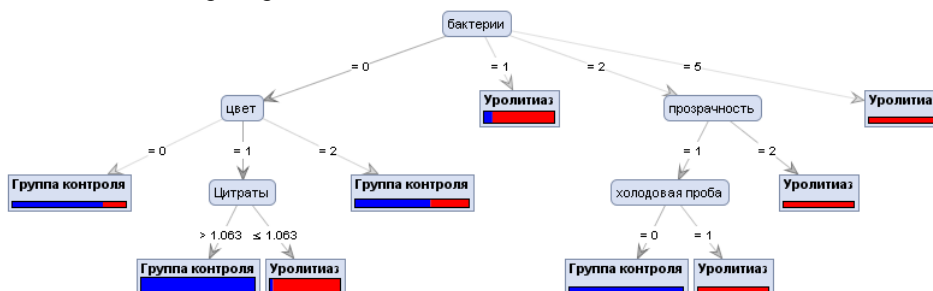 бактерии
= 0
= 1
= 2
= 5
цвет
Уролитиаз
прозрачность
Уролитиа
= 0
= 1
= 2
= 1
= 2
Группа контроля
Цитраты
Группа контроля
холодовая проба
Уролитиаз
> 1.063
≤ 1.063
= 0
= 1
Группа контроля
Уролитиаз
Группа контроля
Уролитиаз